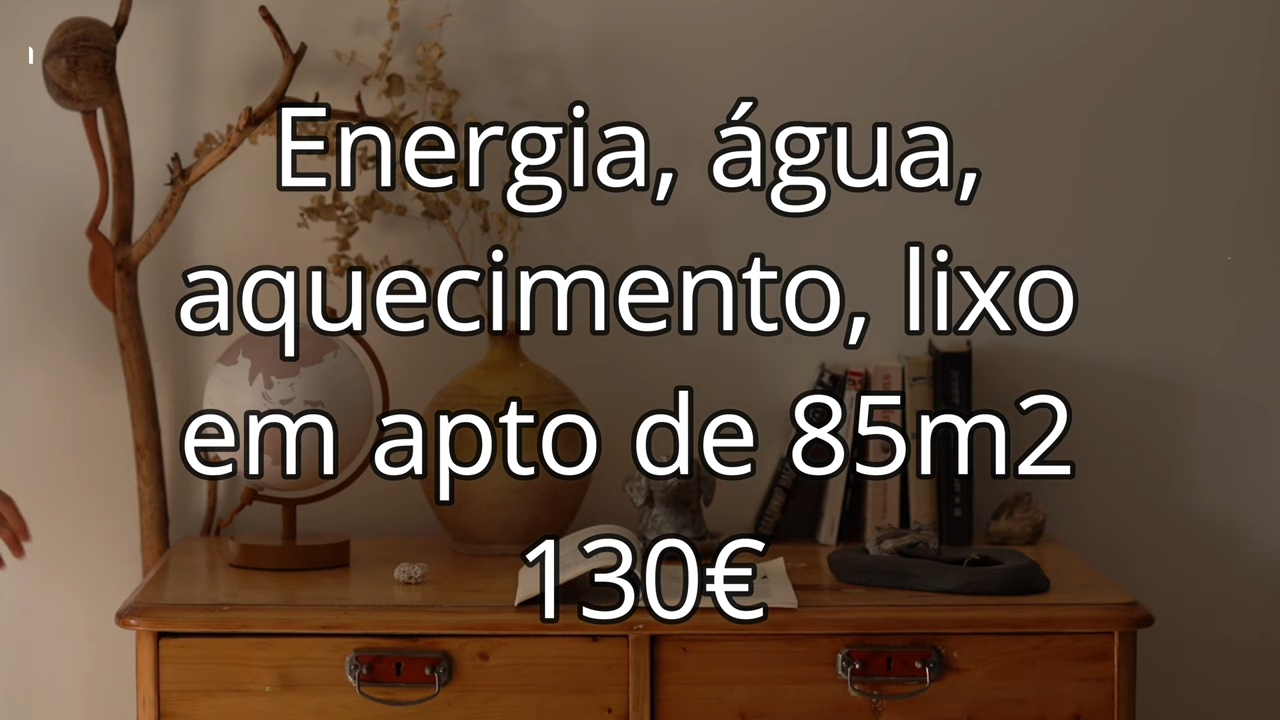 Energia, água,
aquecimento, lixo
em apto de 85m2
130€